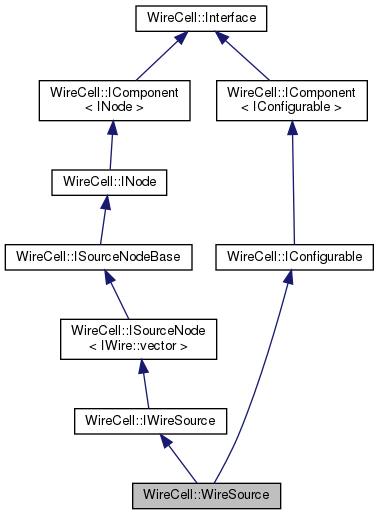 WireCell::Interface
WireCell::IComponent
< INode >
WireCell::IComponent
< IConfigurable >
WireCell::INode
WireCell::ISourceNodeBase
WireCell::IConfigurable
WireCell::ISourceNode
< IWire::vector >
WireCell::IWireSource
WireCell::WireSource